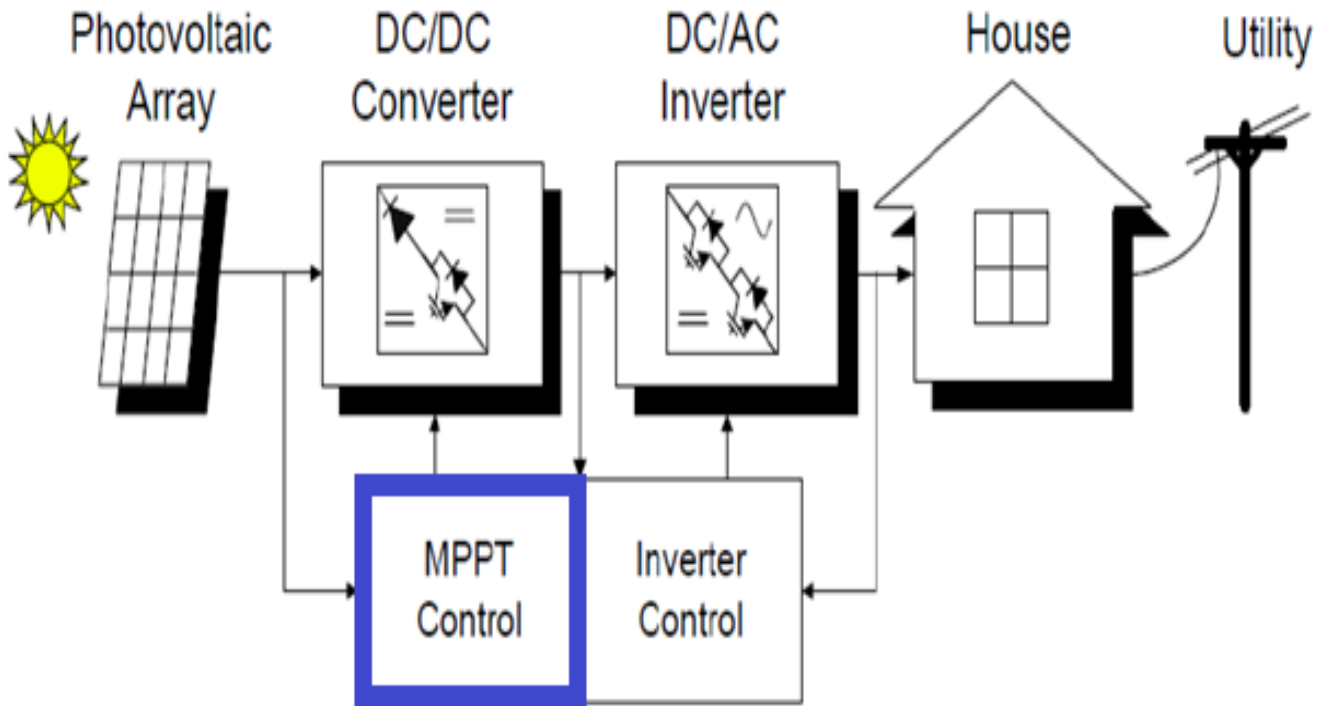 Photovoltaic
Array
DC/DC
Converter
DC/AC
Inverter
House
Utility
MPPT
Control
Inverter
Control